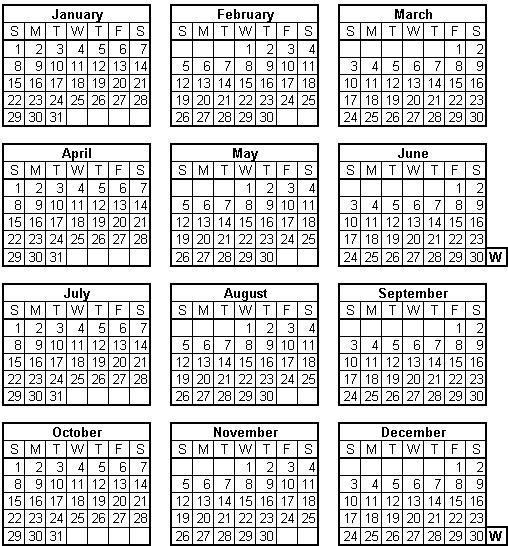 January February March
S M T W T F S S M T W T F S S M T W T F S
1 2 3 4 5 6 7 1 2 3 4 1 2
8 9 10 11 12 13 14 5 6 7 8 9 10 11 3 4 5 6 7 8 9
15 16 17 18 19 20 21 12 13 14 15 16 17 18 10 11 12 13 14 15 16
22 23 24 25 26 27 28 19 20 21 22 23 24 25 17 18 19 20 21 22 23
29 30 31 26 27 28 29 30 24 25 26 27 28 29 30
April May June
S M T W T F S S M T W T F S S M T W T F S
1 2 3 4 5 6 7 1 2 3 4 1 2
8 9 10 11 12 13 14 5 6 7 8 9 10 11 3 4 5 6 7 8 9
15 16 17 18 19 20 21 12 13 14 15 16 17 18 10 11 12 13 14 15 16
22 23 24 25 26 27 28 19 20 21 22 23 24 25 17 18 19 20 21 22 23
29 30 31 26 27 28 29 30 24 25 26 27 28 29 30 W
July August September
S M T W T F S S M T W T F S S M T W T F S
1 2 3 4 5 6 7 1 2 3 4 1 2
8 9 10 11 12 13 14 5 6 7 8 9 10 11 3 4 5 6 7 8 9
15 16 17 18 19 20 21 12 13 14 15 16 17 18 10 11 12 13 14 15 16
22 23 24 25 26 27 28 19 20 21 22 23 24 25 17 18 19 20 21 22 23
29 30 31 26 27 28 29 30 24 25 26 27 28 29 30
October November December
S M T W T F S S M T W T F S S M T W T F S
1 2 3 4 5 6 7 1 2 3 4 1 2
8 9 10 11 12 13 14 5 6 7 8 9 10 11 3 4 5 6 7 8 9
15 16 17 18 19 20 21 12 13 14 15 16 17 18 10 11 12 13 14 15 16
22 23 24 25 26 27 28 19 20 21 22 23 24 25 17 18 19 20 21 22 23
29 30 31 26 27 28 29 30 24 25 26 27 28 29 30 W